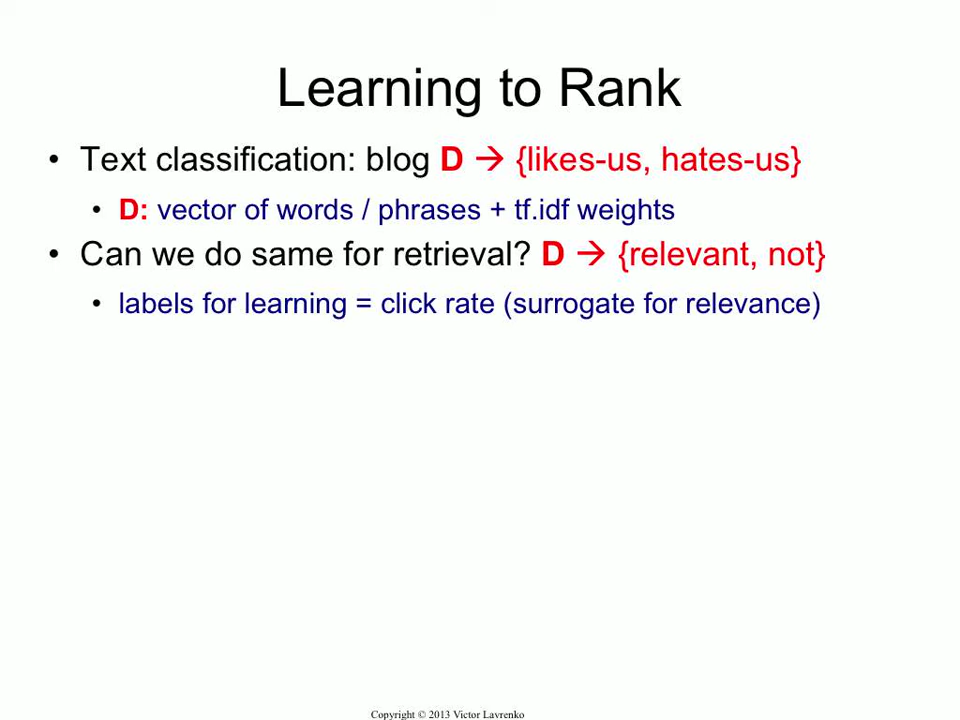 Learning to Rank
• Text classification: blog D → {likes-us, hates-us}
• D: vector of words / phrases + tf.idf weights
• Can we do same for retrieval? D → {relevant, not}
• labels for learning = click rate (surrogate for relevance)
Copyright © 2013 Victor Lavrenko